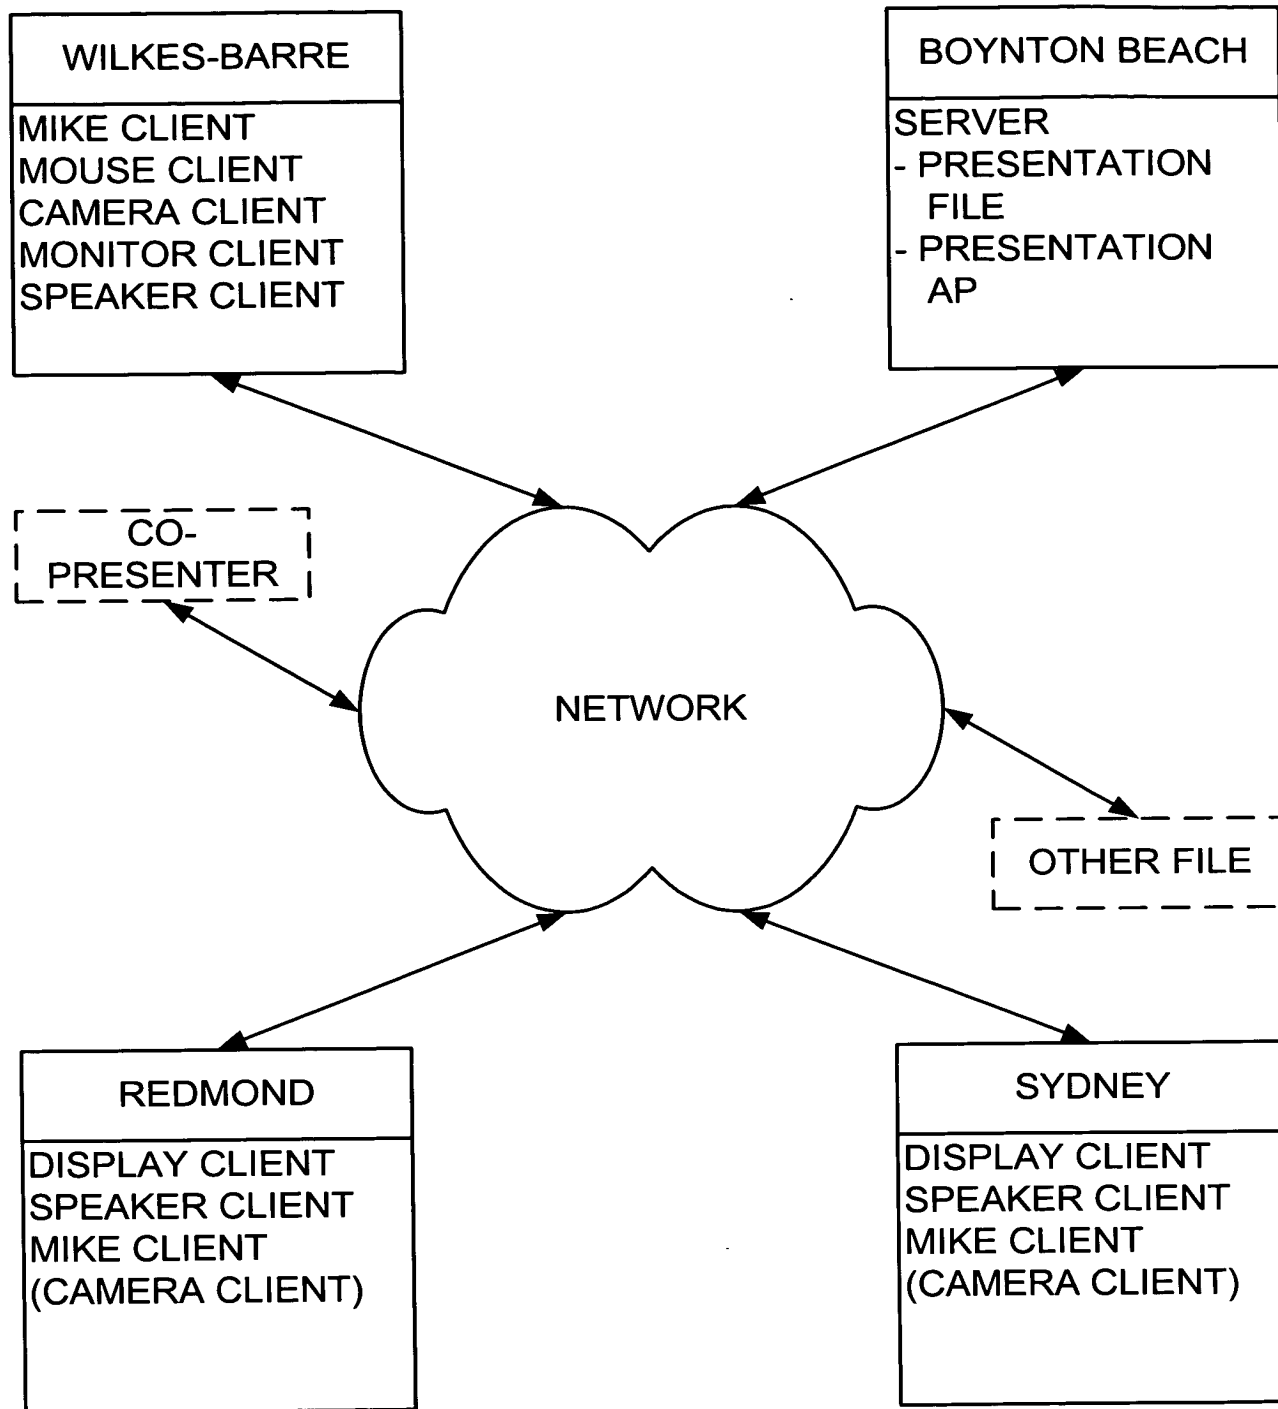 WILKES-BARRE
MIKE CLIENT
MOUSE CLIENT
CAMERA CLIENT
MONITOR CLIENT
SPEAKER CLIENT
BOYNTON BEACH
SERVER
- PRESENTATION
FILE
- PRESENTATION
AP
CO-
PRESENTER
NETWORK
OTHER FILE
REDMOND
DISPLAY CLIENT
SPEAKER CLIENT
MIKE CLIENT
(CAMERA CLIENT)
SYDNEY
DISPLAY CLIENT
SPEAKER CLIENT
MIKE CLIENT
(CAMERA CLIENT)